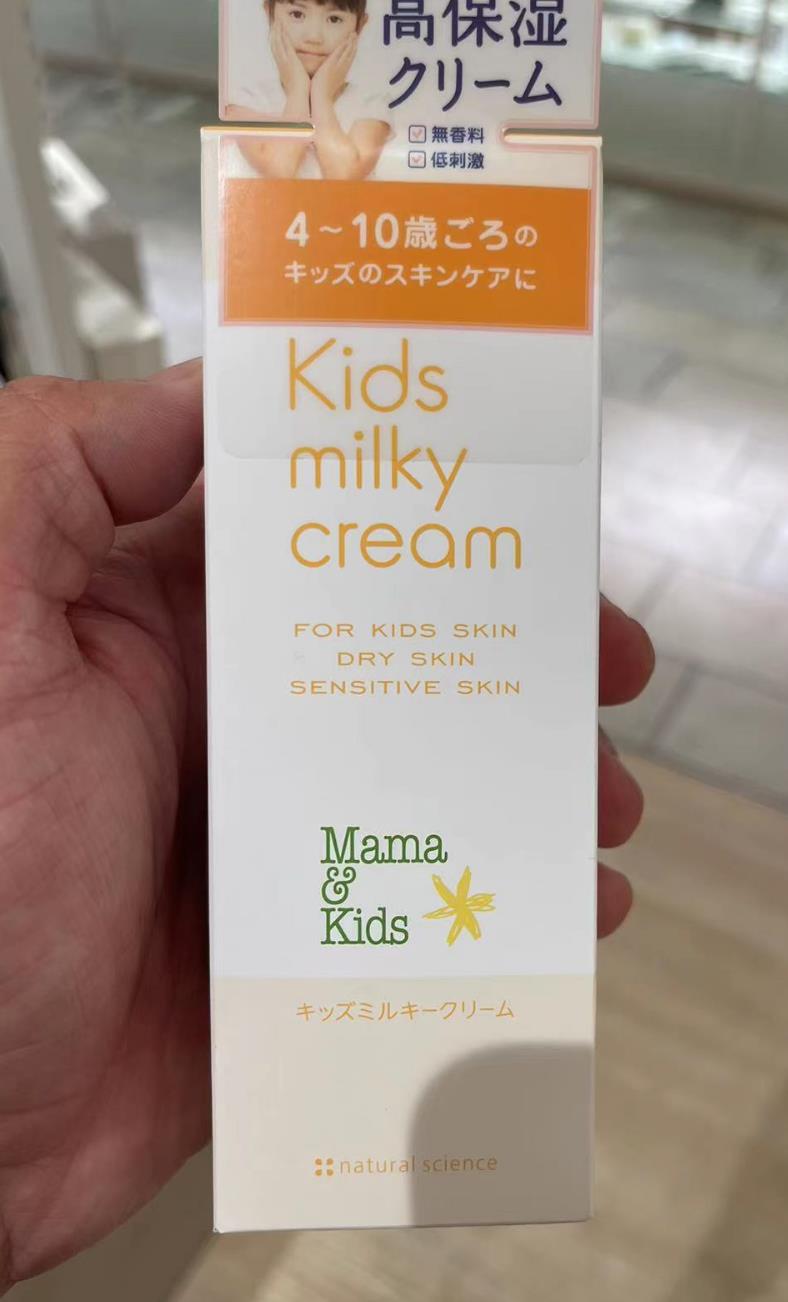 高保湿
クリーム
無香料
低刺激
4~10歳ごろの
キッズのスキンケアに
Kids
milky
cream
FOR KIDS SKIN
DRY SKIN
SENSITIVE SKIN
Mama
&
Kids
キッズミルキークリーム
natural science